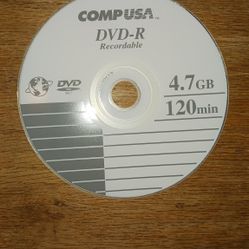 COMPUSA
DVD-R
Recordable
DVD
4.7GB
120min